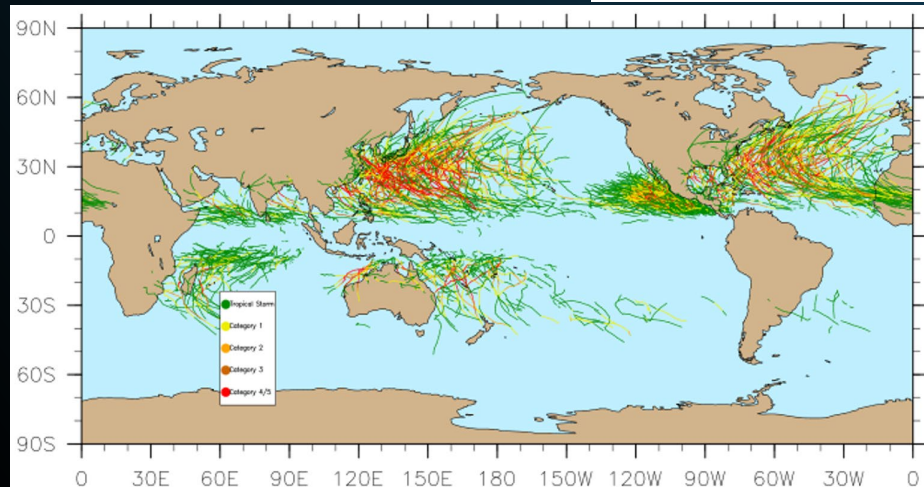 90N
60N
30N
0
30S
60S
90S
Tropical Storm
Category 1
Category 2
Category 3
Category 4/5
0 30E 60E 90E 120E 150E 180 150W 120W 90W 60W 30W 0